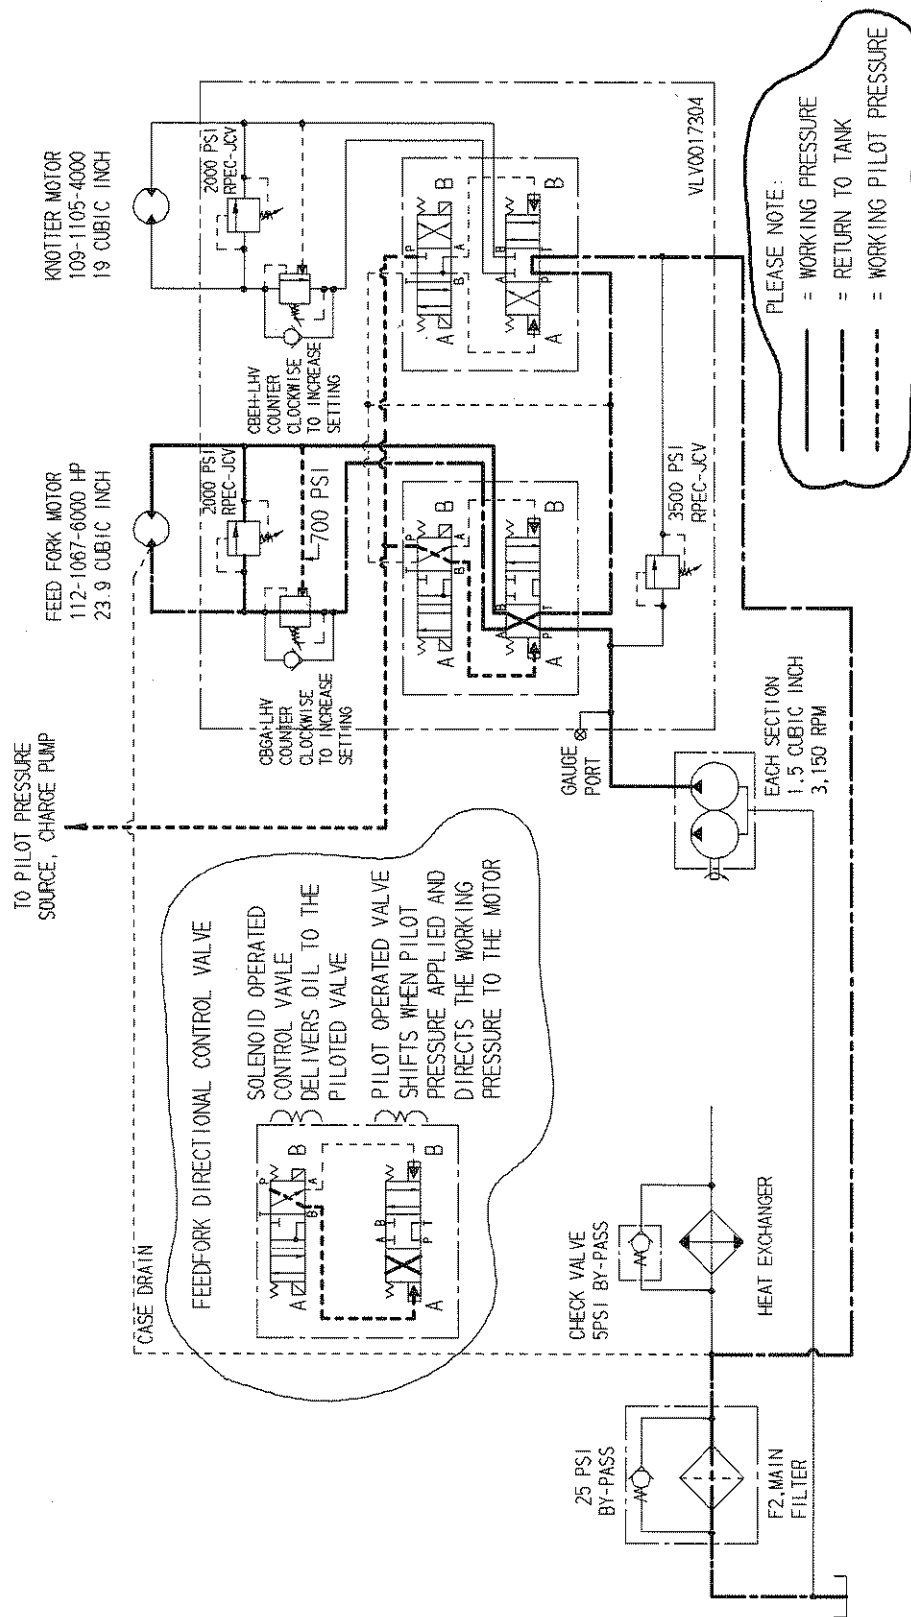 TO PILOT PRESSURE
SOURCE, CHARGE PUMP
FEED FORK MOTOR
112-1067-6000 HP
23.9 CUBIC INCH
KNOTTER MOTOR
109-1105-4000
19 CUBIC INCH
2000 PSI
RPEC-JCV
2000 PSI
RPEC-JCV
CBGA-LHV
COUNTER
CLOCKWISE
TO INCREASE
SETTING
CBEH-LHV
COUNTER
CLOCKWISE
TO INCREASE
SETTING
700 PSI
CASE DRAIN
FEEDFORK DIRECTIONAL CONTROL VALVE
SOLENOID OPERATED
CONTROL VAVLE
DELIVERS OIL TO THE
PILOTED VALVE
PILOT OPERATED VALVE
SHIFTS WHEN PILOT
PRESSURE APPLIED AND
DIRECTS THE WORKING
PRESSURE TO THE MOTOR
A
P
B
A
B
A
A
B
P
T
B
A
P
B
A
B
A
A
B
P
T
B
A
P
B
A
B
A
A
B
P
T
B
GAUGE
PORT
3500 PSI
RPEC-JCV
VLV0017304
EACH SECTION
1.5 CUBIC INCH
3,150 RPM
25 PSI
BY-PASS
F2,MAIN
FILTER
CHECK VALVE
5PSI BY-PASS
HEAT EXCHANGER
PLEASE NOTE:
= WORKING PRESSURE
= RETURN TO TANK
= WORKING PILOT PRESSURE